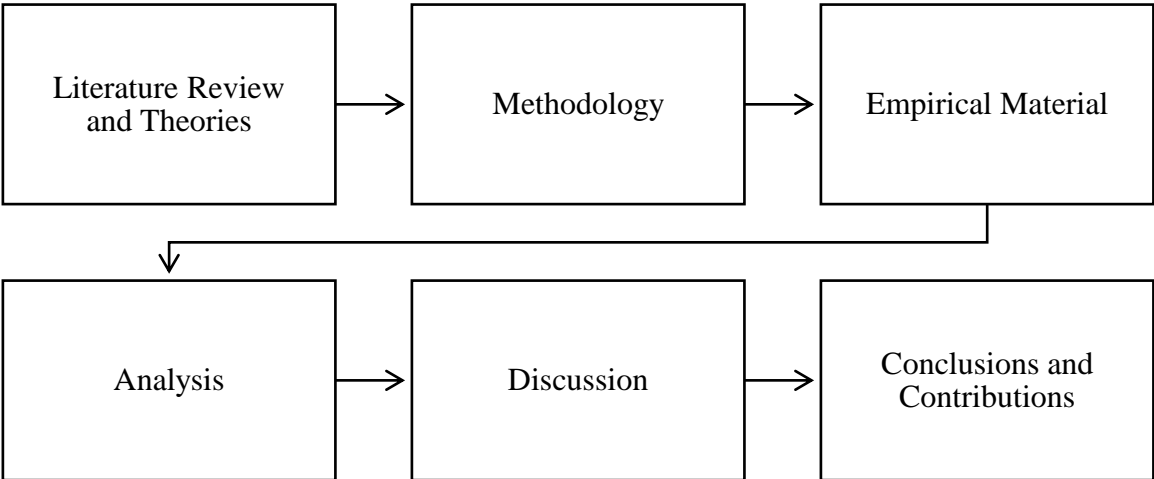 Literature Review
and Theories
Methodology
Empirical Material
Analysis
Discussion
Conclusions and
Contributions